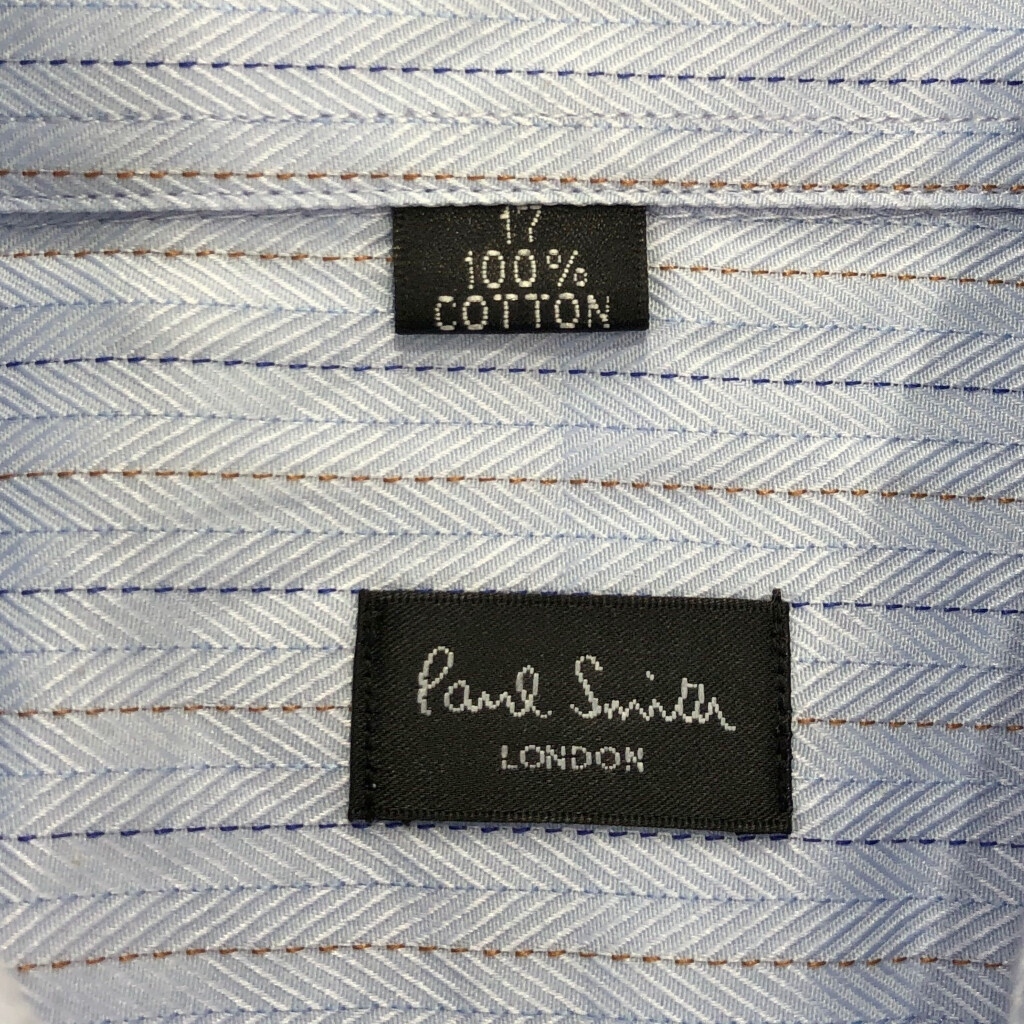 17
100%
COTTON
Paul Smith
LONDON